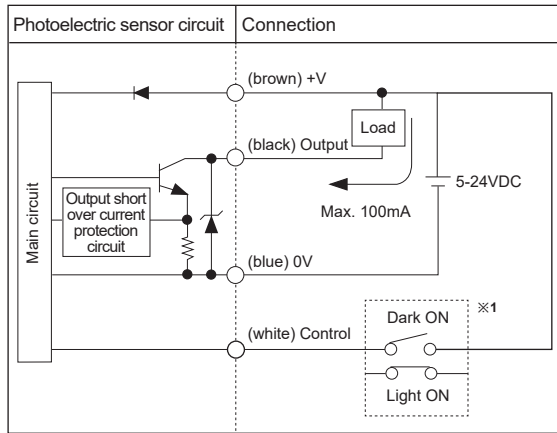 Photoelectric sensor circuit
Connection
(brown) +V
Load
(black) Output
5-24VDC
Max. 100mA
Main circuit
Output short
over current
protection
circuit
(blue) 0V
※1
Dark ON
(white) Control
Light ON